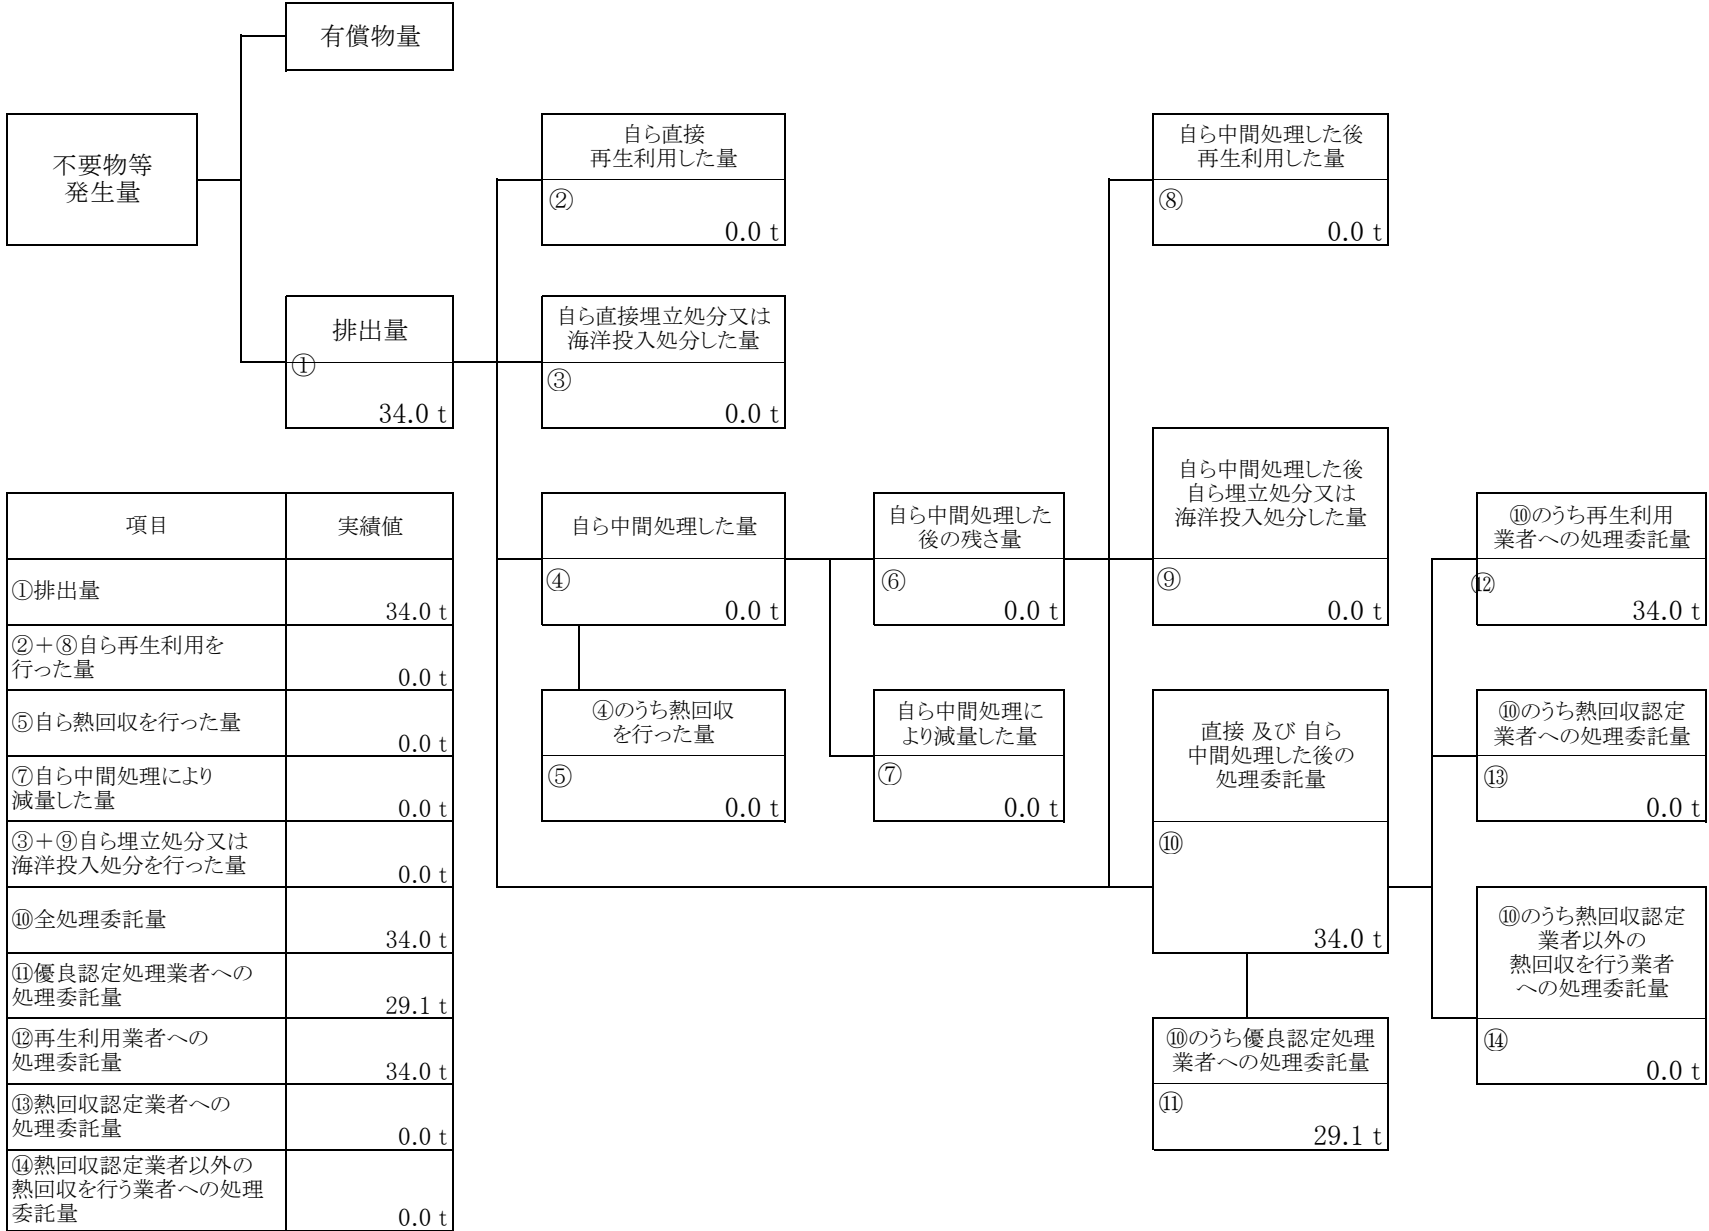 有償物量
不要物等
発生量
自ら直接
再生利用した量
②
0.0 t
自ら中間処理した後
再生利用した量
⑧
0.0 t
排出量
①
34.0 t
自ら直接埋立処分又は
海洋投入処分した量
③
0.0 t
自ら中間処理した量
④
0.0 t
自ら中間処理した
後の残さ量
⑥
0.0 t
自ら中間処理した後
自ら埋立処分又は
海洋投入処分した量
⑨
0.0 t
⑩のうち再生利用
業者への処理委託量
⑫
34.0 t
④のうち熱回収
を行った量
⑤
0.0 t
自ら中間処理に
より減量した量
⑦
0.0 t
直接 及び 自ら
中間処理した後の
処理委託量
⑩
34.0 t
⑩のうち熱回収認定
業者への処理委託量
⑬
0.0 t
⑩のうち熱回収認定
業者以外の
熱回収を行う業者
への処理委託量
⑭
0.0 t
⑩のうち優良認定処理
業者への処理委託量
⑪
29.1 t
項目 実績値
①排出量
34.0 t
②+⑧自ら再生利用を
行った量
0.0 t
⑤自ら熱回収を行った量
0.0 t
⑦自ら中間処理により
減量した量
0.0 t
③+⑨自ら埋立処分又は
海洋投入処分を行った量
0.0 t
⑩全処理委託量
34.0 t
⑪優良認定処理業者への
処理委託量
29.1 t
⑫再生利用業者への
処理委託量
34.0 t
⑬熱回収認定業者への
処理委託量
0.0 t
⑭熱回収認定業者以外の
熱回収を行う業者への処理
委託量
0.0 t